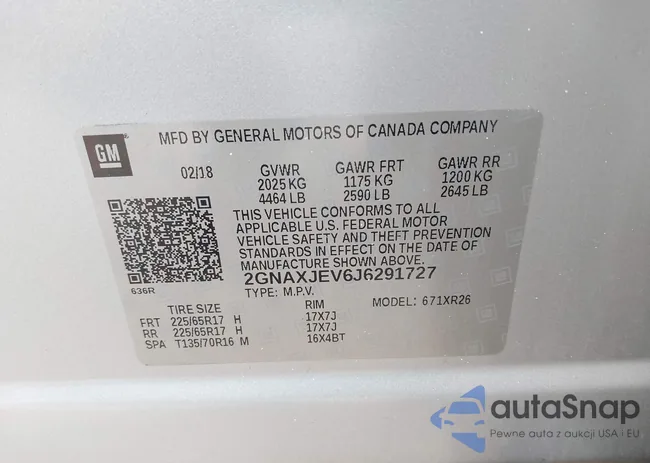 GM
MFD BY GENERAL MOTORS OF CANADA COMPANY
02/18 GVWR GAWR FRT GAWR RR
2025 KG 1175 KG 1200 KG
4464 LB 2590 LB 2645 LB
THIS VEHICLE CONFORMS TO ALL
APPLICABLE U.S. FEDERAL MOTOR
VEHICLE SAFETY AND THEFT PREVENTION
STANDARDS IN EFFECT ON THE DATE OF
MANUFACTURE SHOWN ABOVE.
636R
2GNAXJEV6J6291727
TYPE: M.P.V. MODEL: 671XR26
TIRE SIZE RIM
FRT 225/65R17 H 17X7J
RR 225/65R17 H 17X7J
SPA T135/70R16 M 16X4BT
autoSnap
Pewne auta z aukcji USA i EU